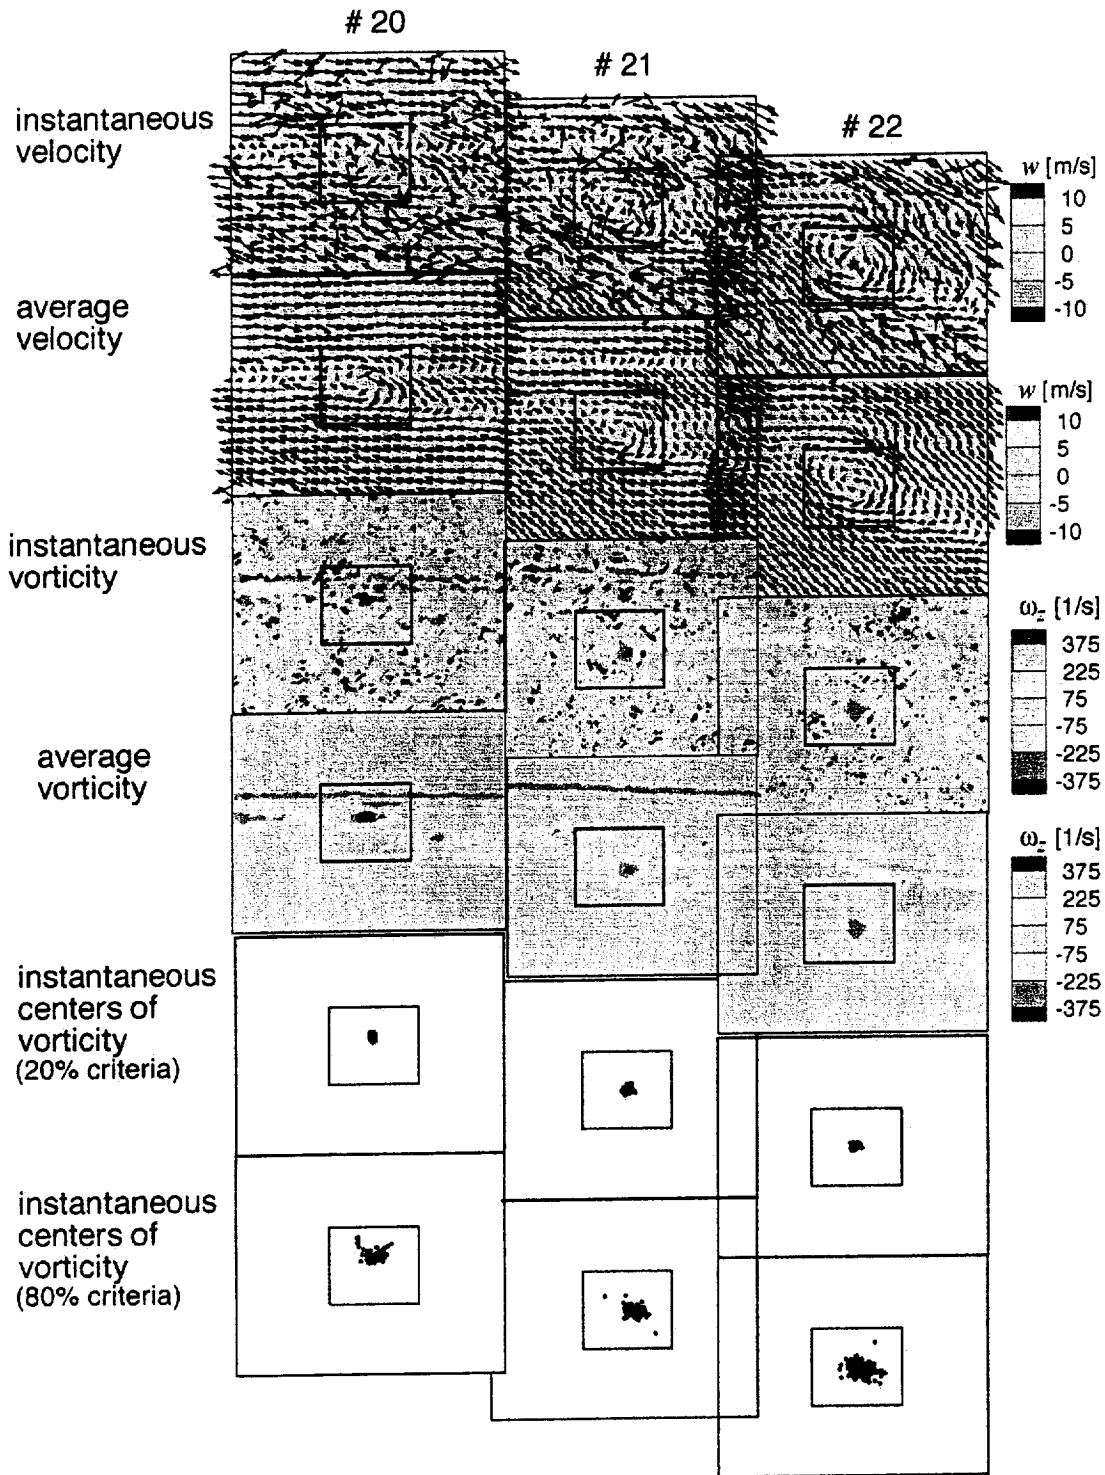 # 20
# 21
# 22
instantaneous
velocity
w [m/s]
10
5
0
-5
-10
average
velocity
w [m/s]
10
5
0
-5
-10
instantaneous
vorticity
ω_z [1/s]
375
225
75
-75
-225
-375
average
vorticity
ω_z [1/s]
375
225
75
-75
-225
-375
instantaneous
centers of
vorticity
(20% criteria)
instantaneous
centers of
vorticity
(80% criteria)